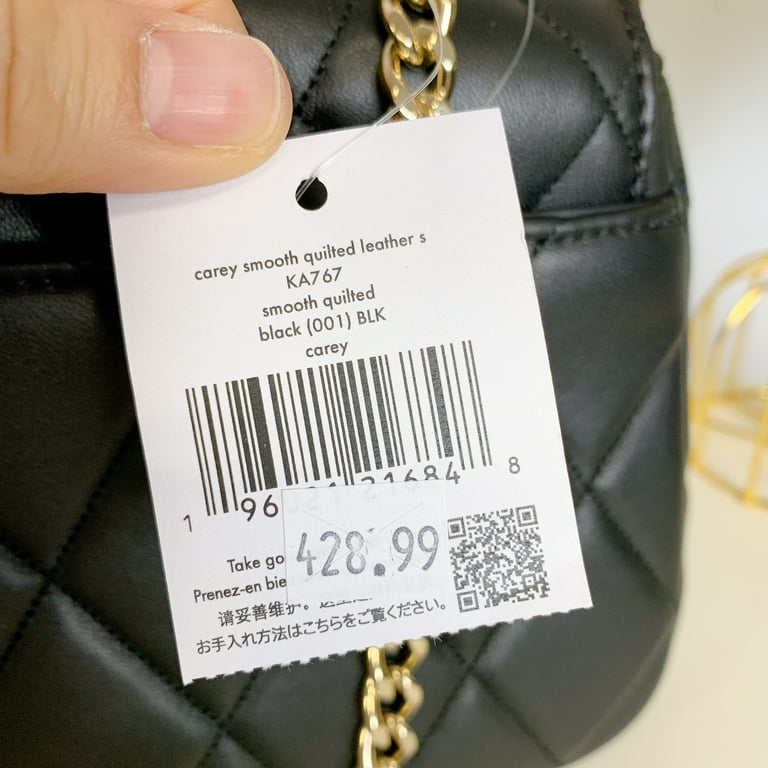 carey smooth quilted leather s
KA767
smooth quilted
black (001) BLK
carey
1 96 21684 8
428.99
Take go
Prenez-en bie
请妥善维护。
お手入れ方法はこちらをご覧ください。